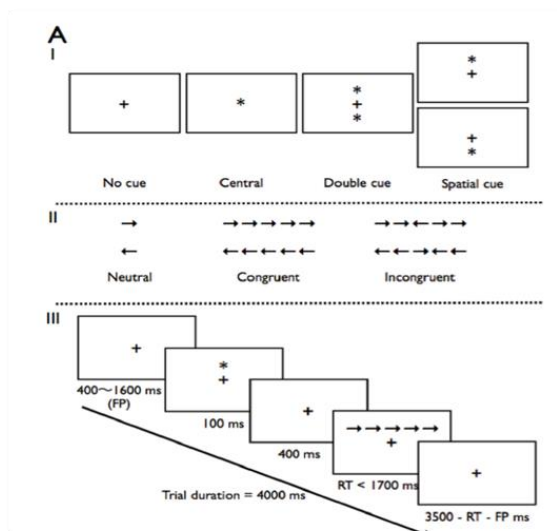 A
I
+
*
*
+
*
*
+
+
*
No cue Central Double cue Spatial cue
II
→ → → → → → → → ← → →
← ← ← ← ← ← ← ← → ← ←
Neutral Congruent Incongruent
III
+
400~1600 ms
(FP)
*
+
100 ms
+
400 ms
→ → → → →
+
RT < 1700 ms
+
3500 - RT - FP ms
Trial duration = 4000 ms